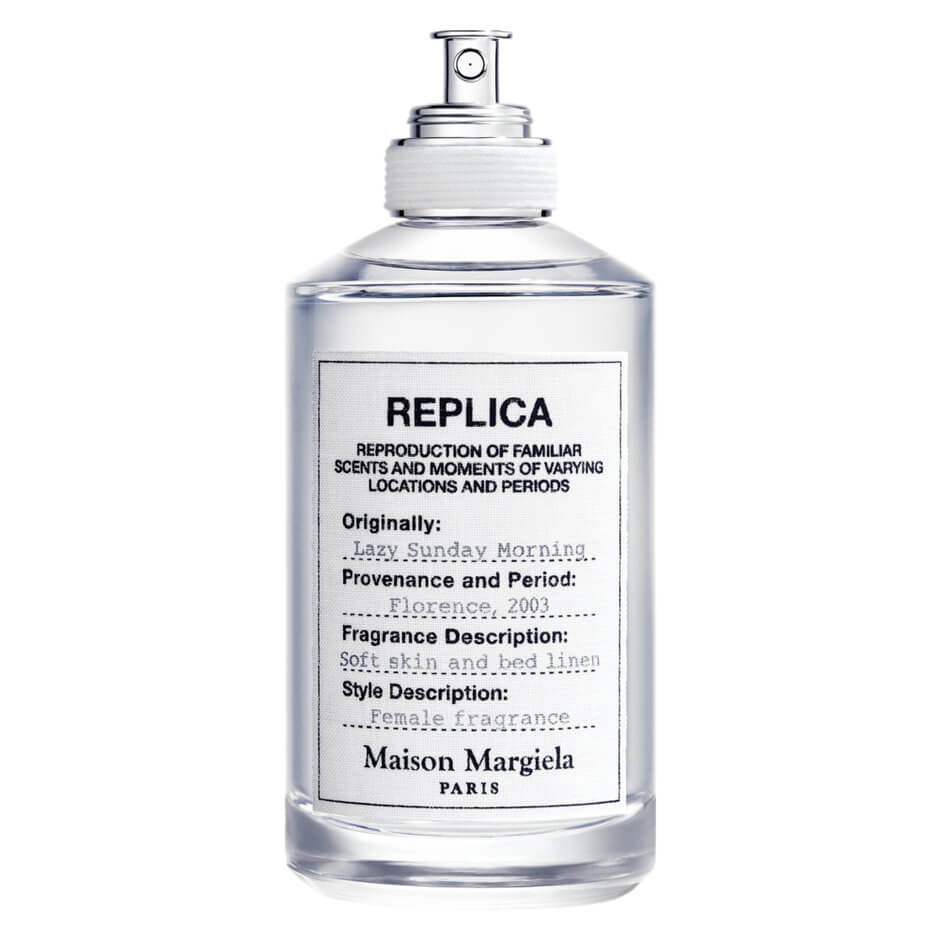 REPLICA
REPRODUCTION OF FAMILIAR
SCENTS AND MOMENTS OF VARYING
LOCATIONS AND PERIODS
Originally:
Lazy Sunday Morning
Provenance and Period:
Florence, 2003
Fragrance Description:
Soft skin and bed linen
Style Description:
Female fragrance
Maison Margiela
PARIS